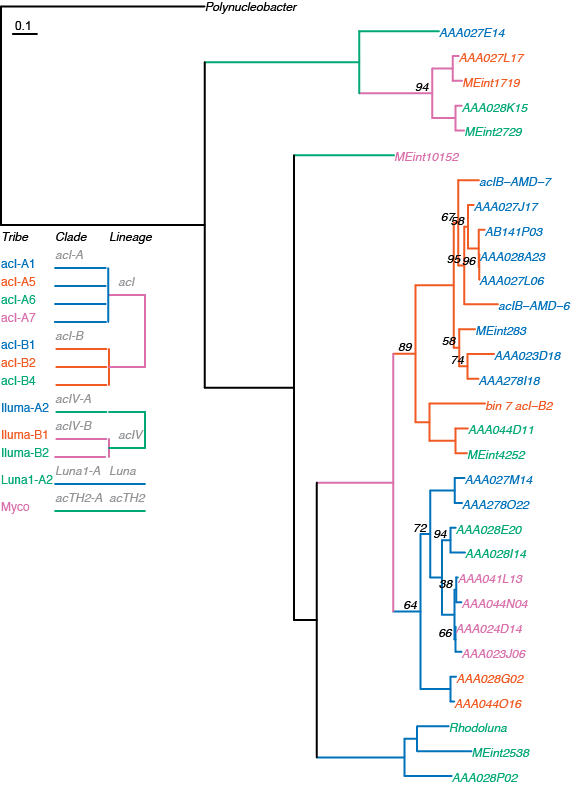 Polynucleobacter
0.1
AAA027E14
AAA027L17
MEint1719
94
AAA028K15
MEint2729
MEint10152
acIB–AMD–7
AAA027J17
67
58
AB141P03
AAA028A23
95
96
AAA027L06
acIB–AMD–6
MEint283
58
AAA023D18
89
74
AAA278I18
bin 7 acI–B2
AAA044D11
MEint4252
AAA027M14
AAA278O22
72
94
AAA028E20
AAA028I14
AAA041L13
38
AAA044N04
64
AAA024D14
66
AAA023J06
AAA028G02
AAA044O16
Rhodoluna
MEint2538
AAA028P02
Tribe Clade Lineage
acI-A
acI-A1
acI-A5 acI
acI-A6
acI-A7
acI-B
acI-B1
acI-B2
acI-B4
acIV-A
Iluma-A2
acIV-B
Iluma-B1 acIV
Iluma-B2
Luna1-A Luna
Luna1-A2
acTH2-A acTH2
Myco